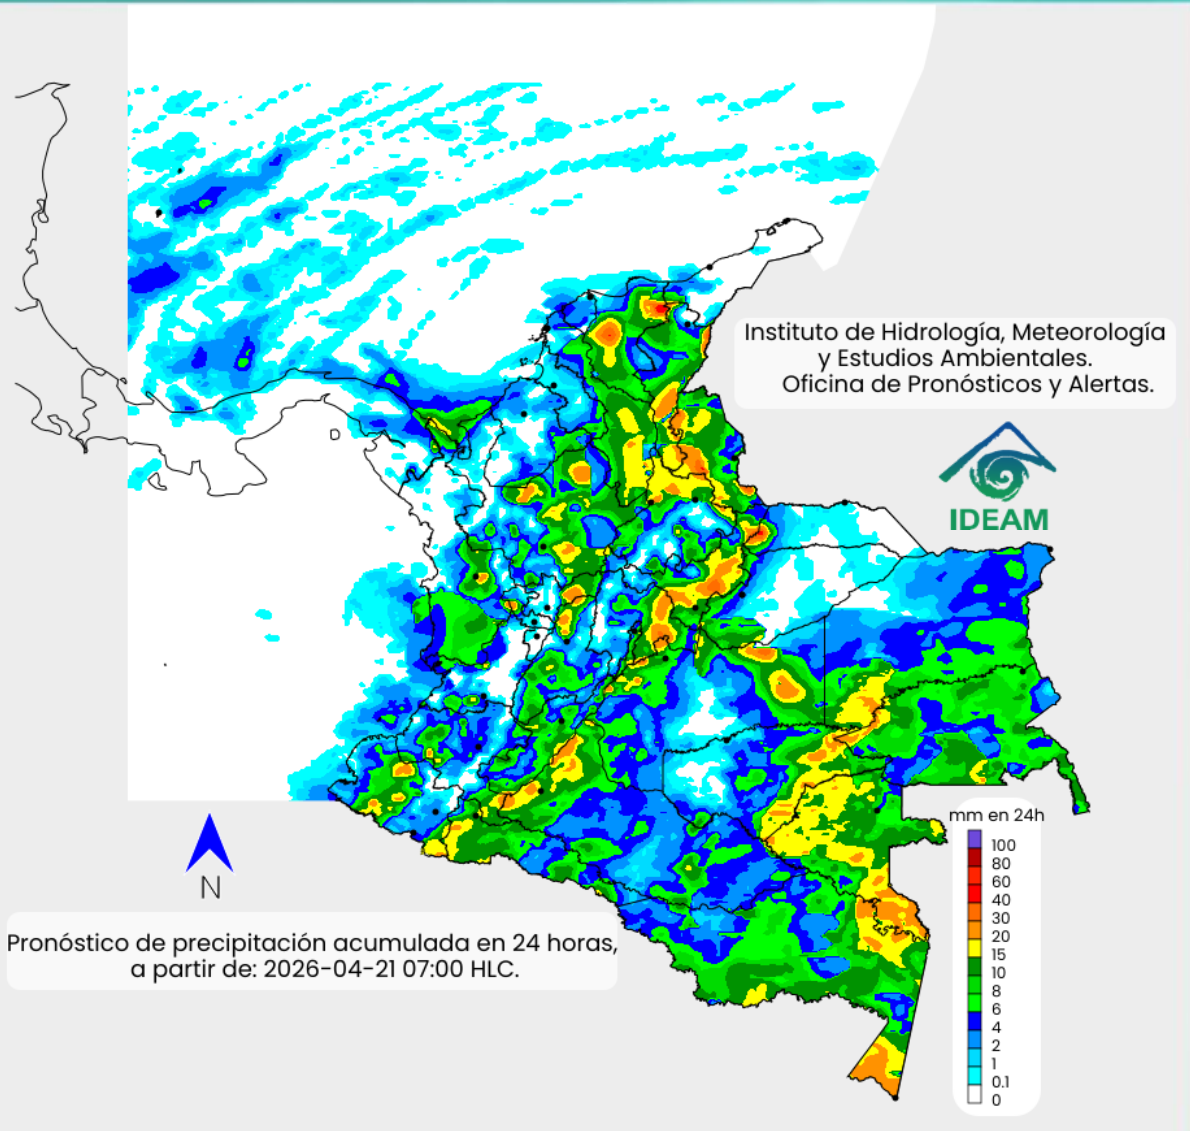 Instituto de Hidrología, Meteorología
y Estudios Ambientales.
Oficina de Pronósticos y Alertas.
IDEAM
mm en 24h
100
80
60
40
30
20
15
10
8
6
4
2
1
0.1
0
N
Pronóstico de precipitación acumulada en 24 horas,
a partir de: 2026-04-21 07:00 HLC.